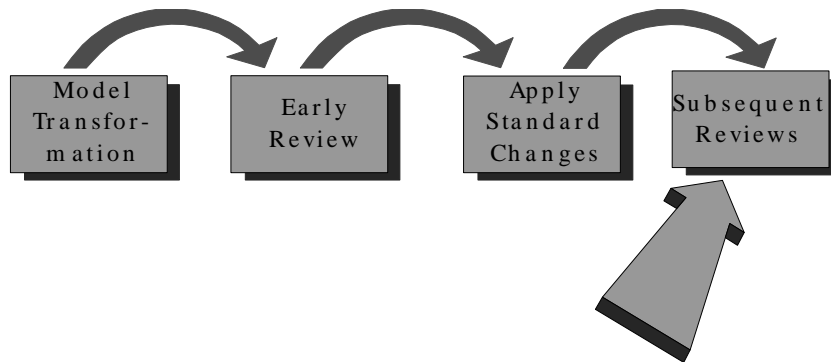 Model
Transfor-
mation
Early
Review
Apply
Standard
Changes
Subsequent
Reviews